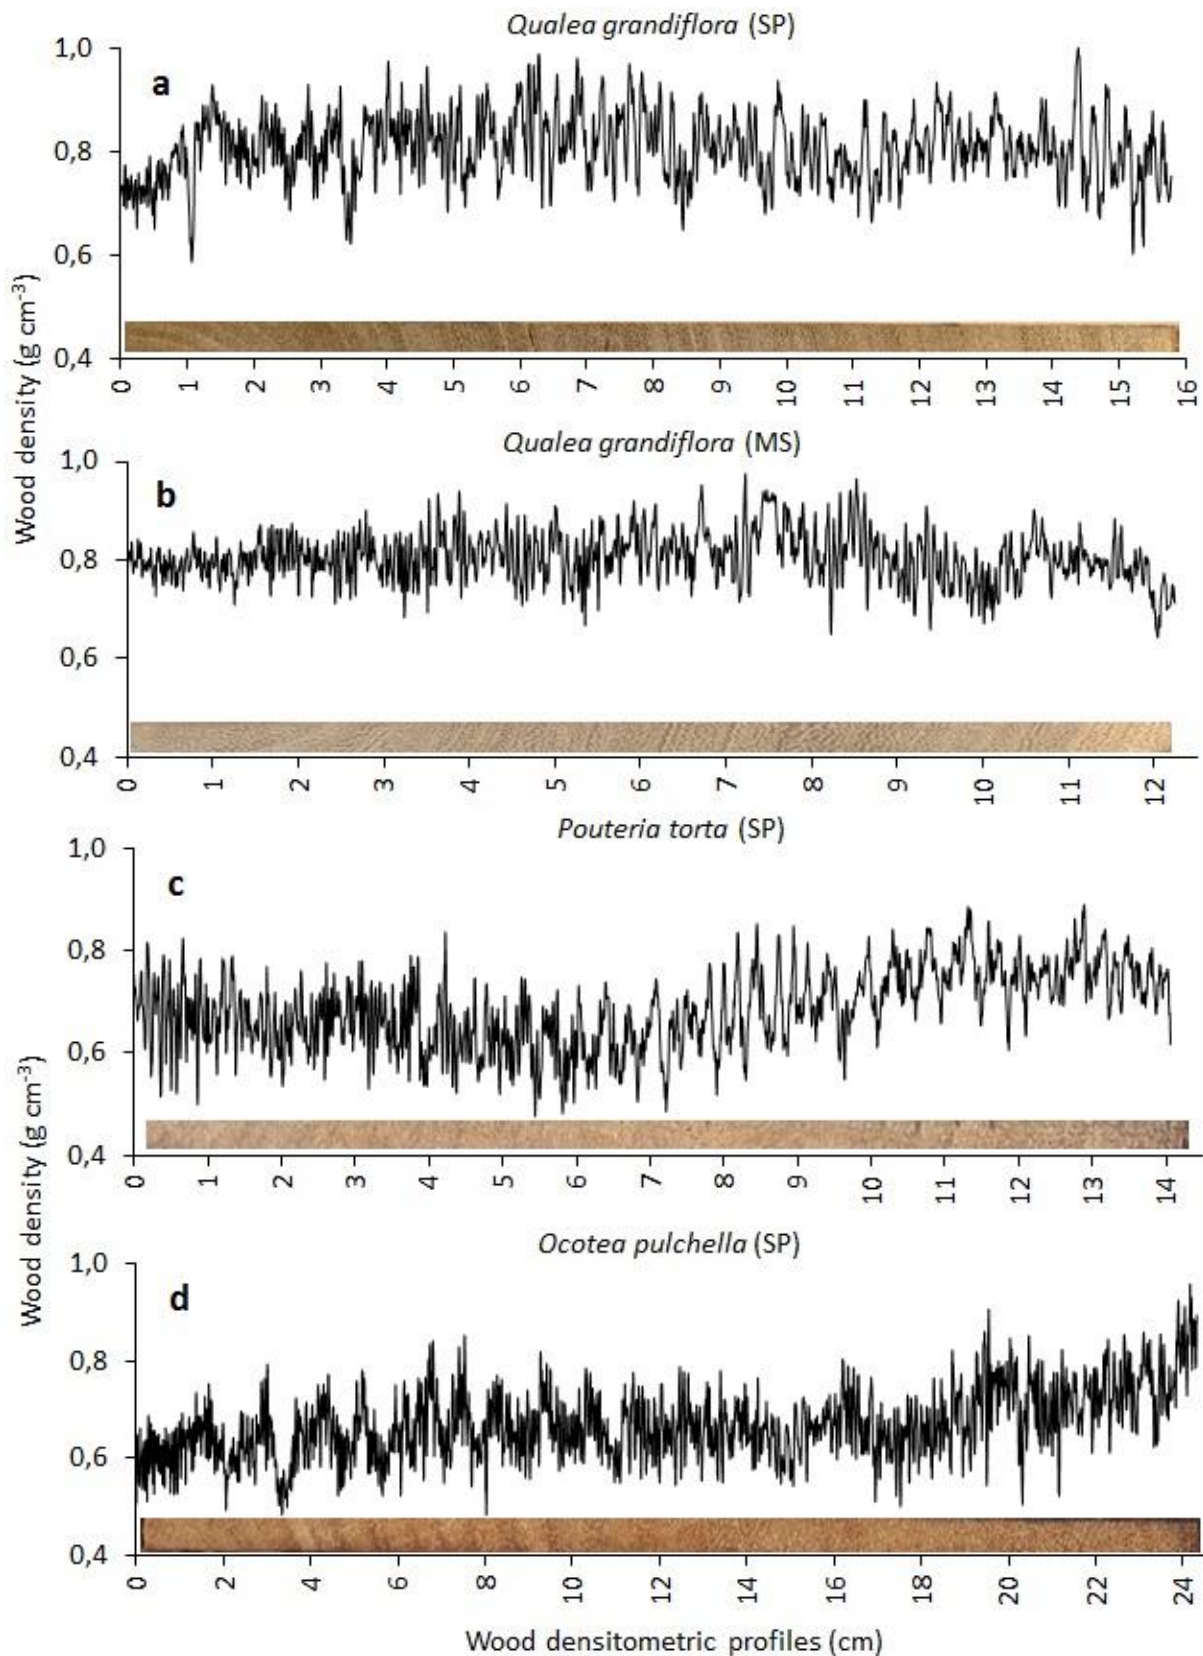 Qualea grandiflora (SP)
a
1,0
0,8
0,6
0,4
0 1 2 3 4 5 6 7 8 9 10 11 12 13 14 15 16
Wood density (g cm-3)
Qualea grandiflora (MS)
b
1,0
0,8
0,6
0,4
0 1 2 3 4 5 6 7 8 9 10 11 12
Pouteria torta (SP)
c
1,0
0,8
0,6
0,4
0 1 2 3 4 5 6 7 8 9 10 11 12 13 14
Wood density (g cm-3)
Ocotea pulchella (SP)
d
1,0
0,8
0,6
0,4
0 2 4 6 8 10 12 14 16 18 20 22 24
Wood densitometric profiles (cm)